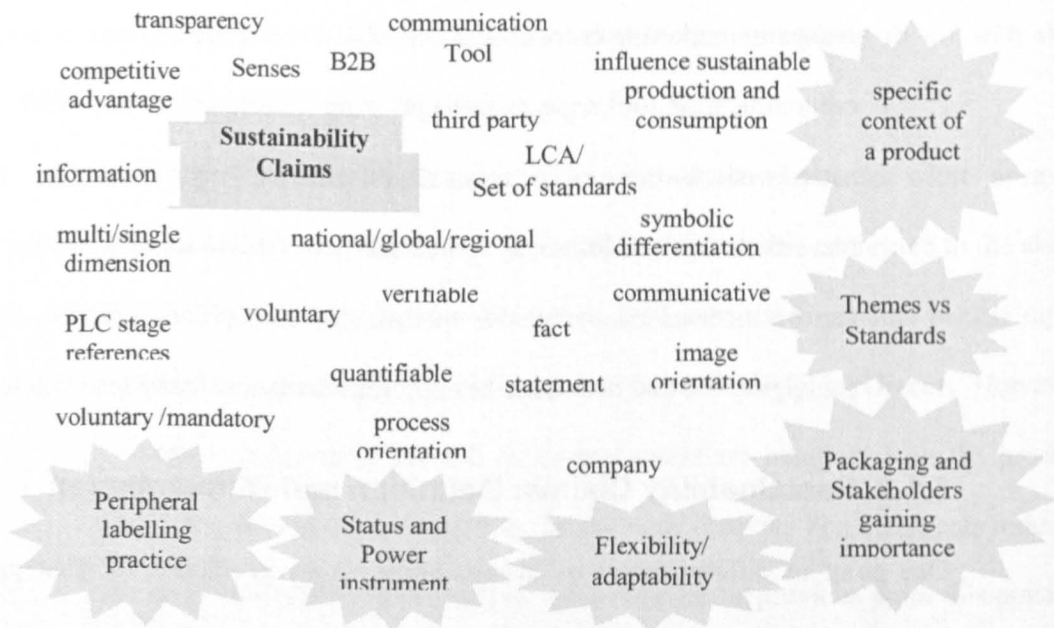 transparency
communication
Tool
competitive
advantage
Senses
B2B
influence sustainable
production and
consumption
specific
context of
a product
Sustainability
Claims
third party
information
LCA/
Set of standards
multi/single
dimension
national/global/regional
symbolic
differentiation
PLC stage
references
voluntary
verifiable
fact
communicative
Themes vs
Standards
quantifiable
statement
image
orientation
voluntary /mandatory
process
orientation
company
Peripheral
labelling
practice
Status and
Power
instrument
Flexibility/
adaptability
Packaging and
Stakeholders
gaining
importance